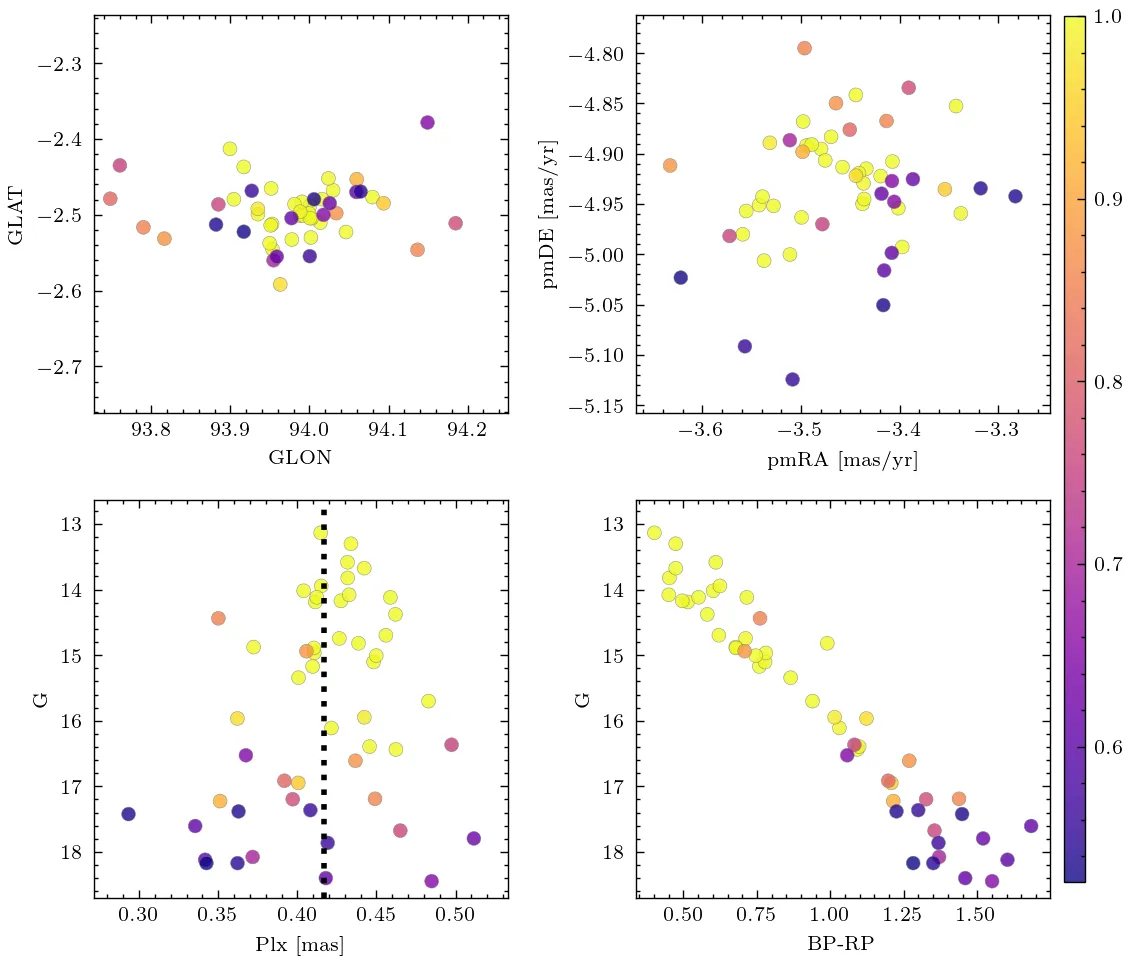 −2.3
−2.4
−2.5
−2.6
−2.7
GLAT
93.8 93.9 94.0 94.1 94.2
GLON
−4.80
−4.85
−4.90
−4.95
−5.00
−5.05
−5.10
−5.15
pmDE [mas/yr]
−3.6 −3.5 −3.4 −3.3
pmRA [mas/yr]
13
14
15
16
17
18
G
0.30 0.35 0.40 0.45 0.50
Plx [mas]
13
14
15
16
17
18
G
0.50 0.75 1.00 1.25 1.50
BP-RP
1.0
0.9
0.8
0.7
0.6